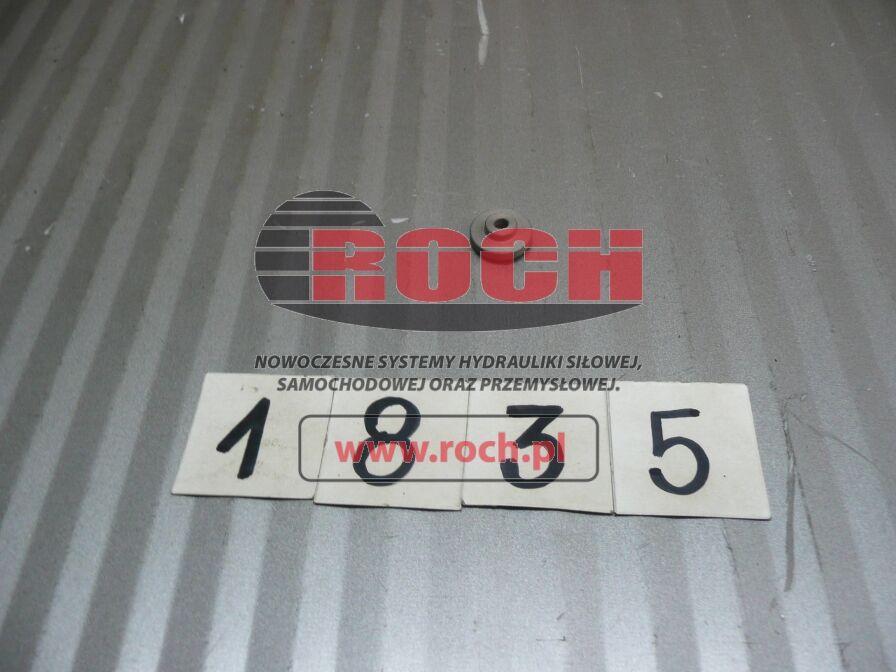 ROCH
NOWOCZESNE SYSTEMY HYDRAULIKI SIŁOWEJ,
SAMOCHODOWEJ ORAZ PRZEMYSŁOWEJ.
1 8 3 5
www.roch.pl